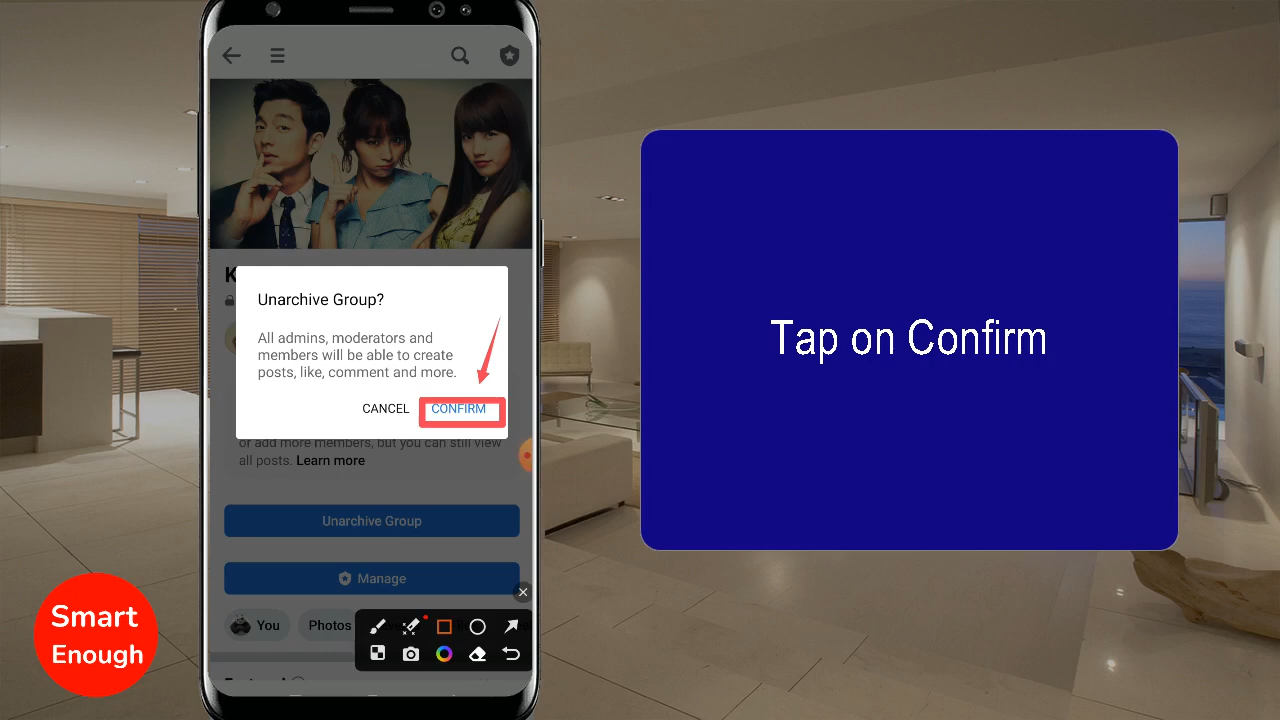 K
Unarchive Group?
All admins, moderators and
members will be able to create
posts, like, comment and more.
CANCEL CONFIRM
or add more members, but you can still view
all posts. Learn more
Unarchive Group
Manage
You Photos
Tap on Confirm
Smart
Enough